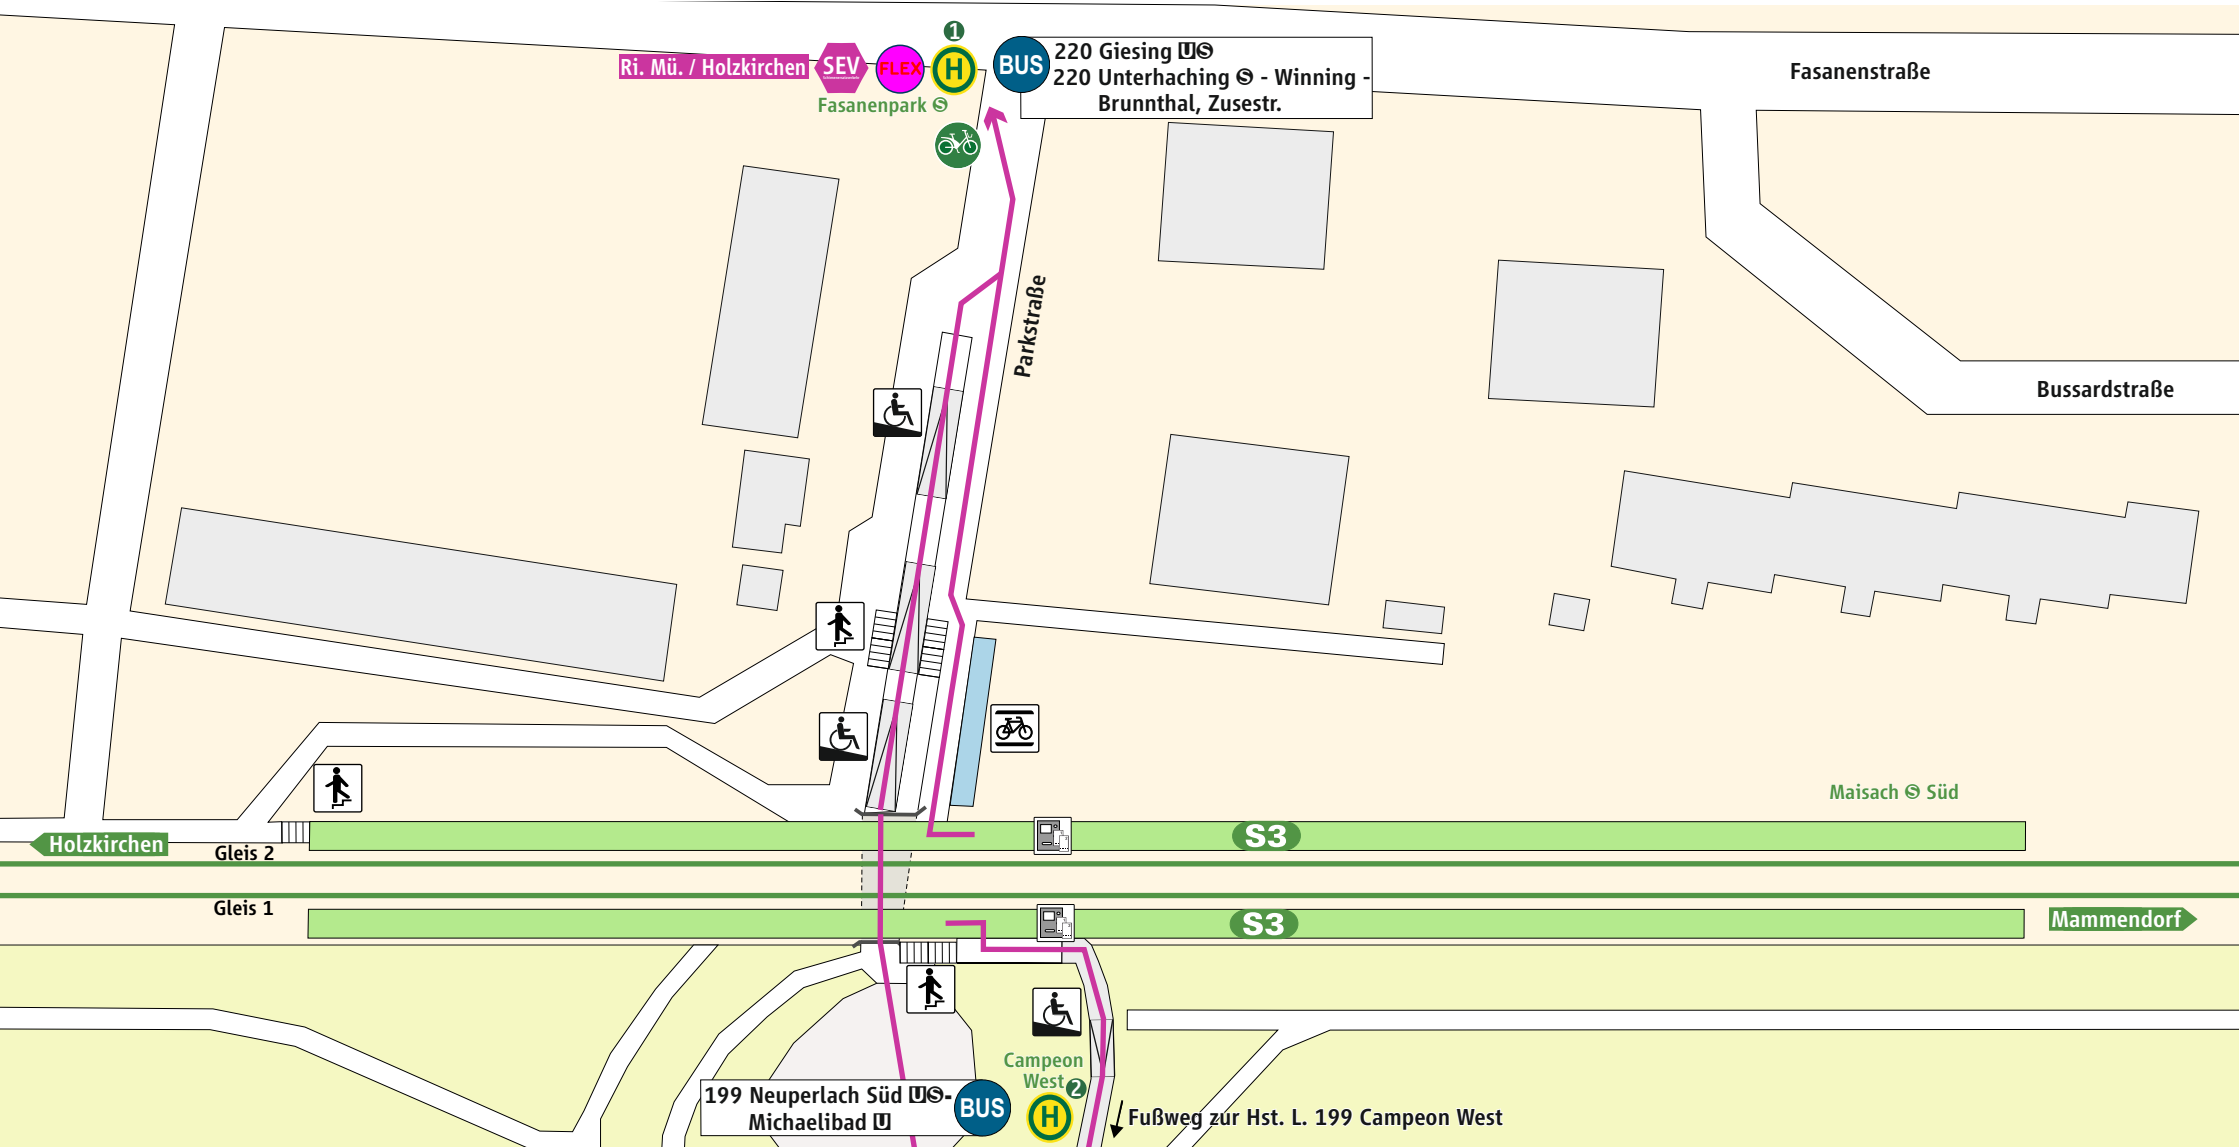 1
Ri. Mü. / Holzkirchen
SEV
FLEX
H
BUS
220 Giesing U S
220 Unterhaching S - Winning -
Brunnthal, Zusestr.
Fasanenpark S
Fasanenstraße
Parkstraße
Bussardstraße
Maisach S Süd
Holzkirchen
Gleis 2
S3
Gleis 1
S3
Mammendorf
Campeon
West
2
199 Neuperlach Süd U S-
Michaelibad U
BUS
H
Fußweg zur Hst. L. 199 Campeon West